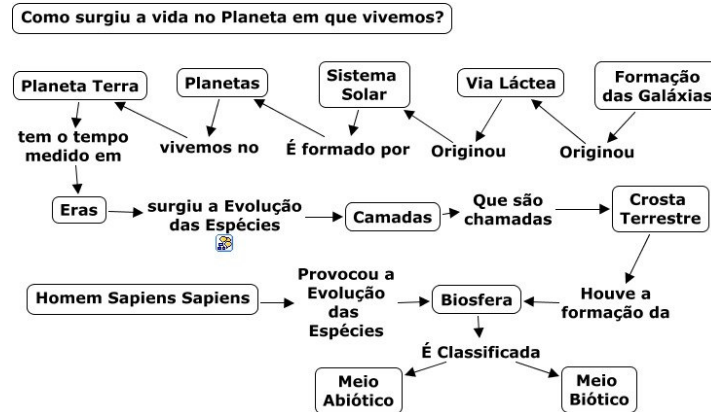 Como surgiu a vida no Planeta em que vivemos?
Planeta Terra
Planetas
Sistema
Solar
Via Láctea
Formação
das Galáxias
tem o tempo
medido em
vivemos no
É formado por
Originou
Originou
Eras
surgiu a Evolução
das Espécies
Camadas
Que são
chamadas
Crosta
Terrestre
Homem Sapiens Sapiens
Provocou a
Evolução
das
Espécies
Biosfera
Houve a
formação da
É Classificada
Meio
Abiótico
Meio
Biótico